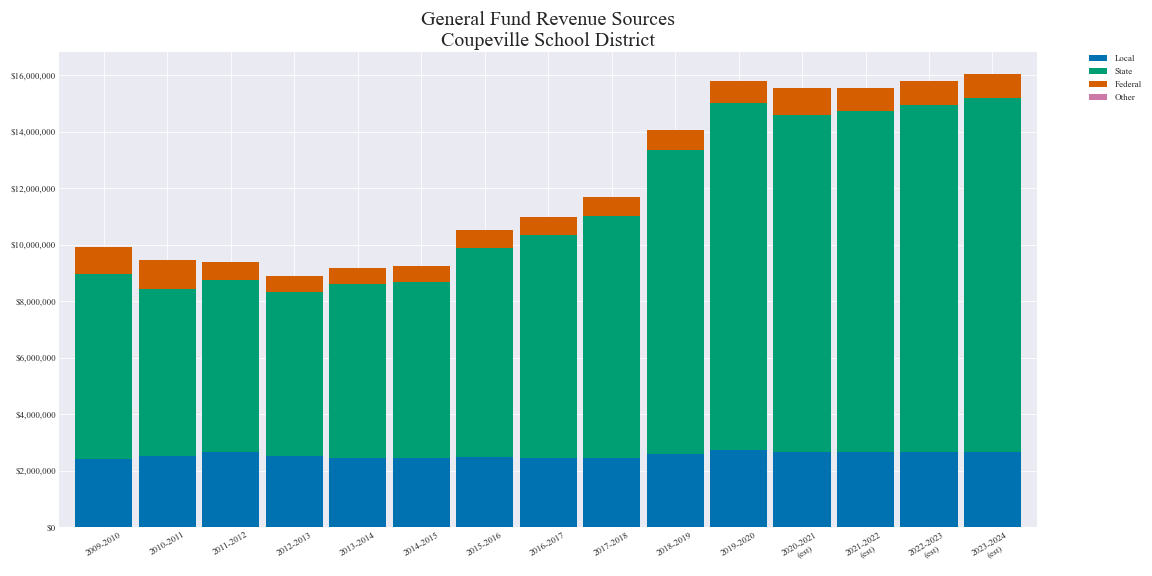 General Fund Revenue Sources
Coupeville School District
Local
State
Federal
Other
$16,000,000
$14,000,000
$12,000,000
$10,000,000
$8,000,000
$6,000,000
$4,000,000
$2,000,000
$0
2009-2010
2010-2011
2011-2012
2012-2013
2013-2014
2014-2015
2015-2016
2016-2017
2017-2018
2018-2019
2019-2020
2020-2021
(est)
2021-2022
(est)
2022-2023
(est)
2023-2024
(est)